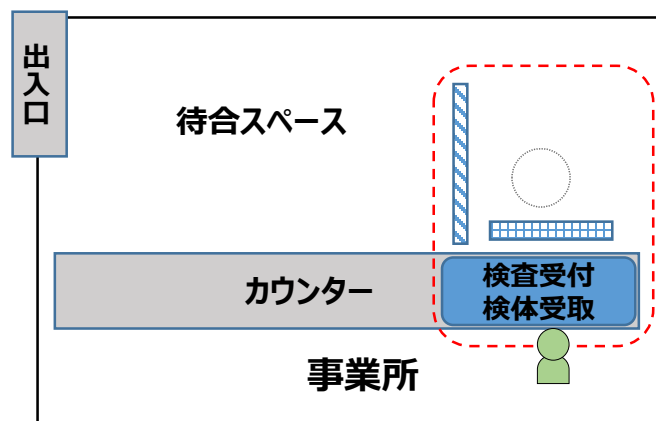 出入口
待合スペース
カウンター
検査受付
検体受取
事業所